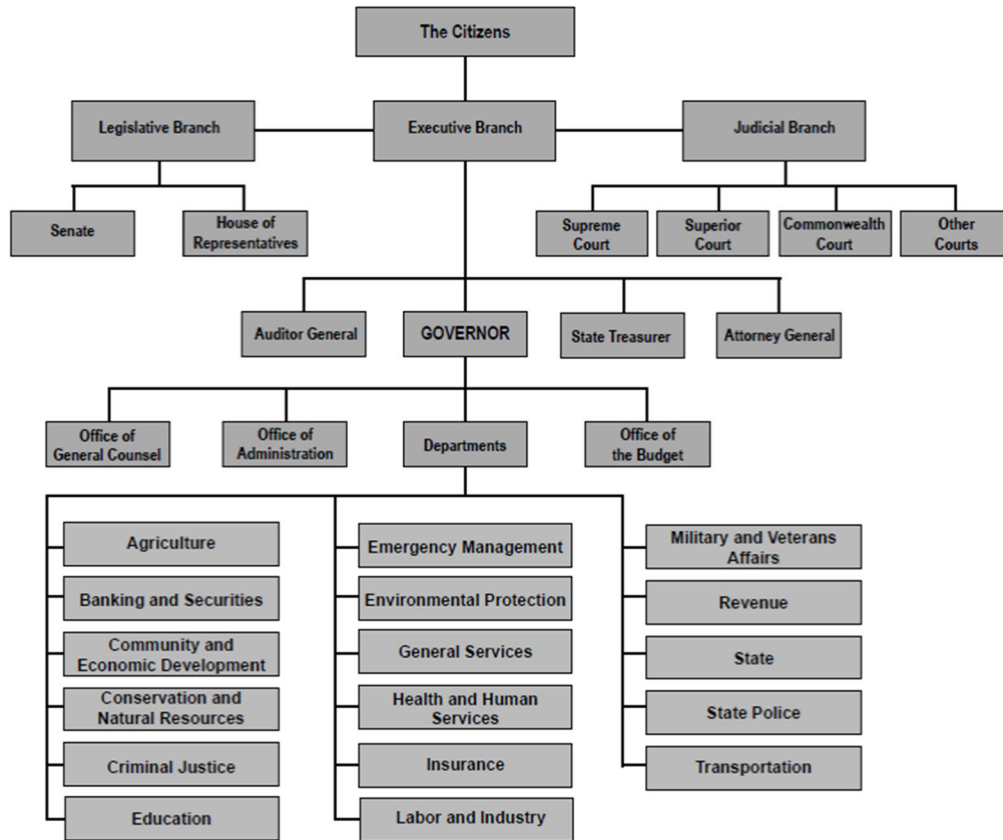 The Citizens
Legislative Branch
Executive Branch
Judicial Branch
Senate
House of
Representatives
Supreme
Court
Superior
Court
Commonwealth
Court
Other
Courts
Auditor General
GOVERNOR
State Treasurer
Attorney General
Office of
General Counsel
Office of
Administration
Departments
Office of
the Budget
Agriculture
Banking and Securities
Community and
Economic Development
Conservation and
Natural Resources
Criminal Justice
Education
Emergency Management
Environmental Protection
General Services
Health and Human
Services
Insurance
Labor and Industry
Military and Veterans
Affairs
Revenue
State
State Police
Transportation